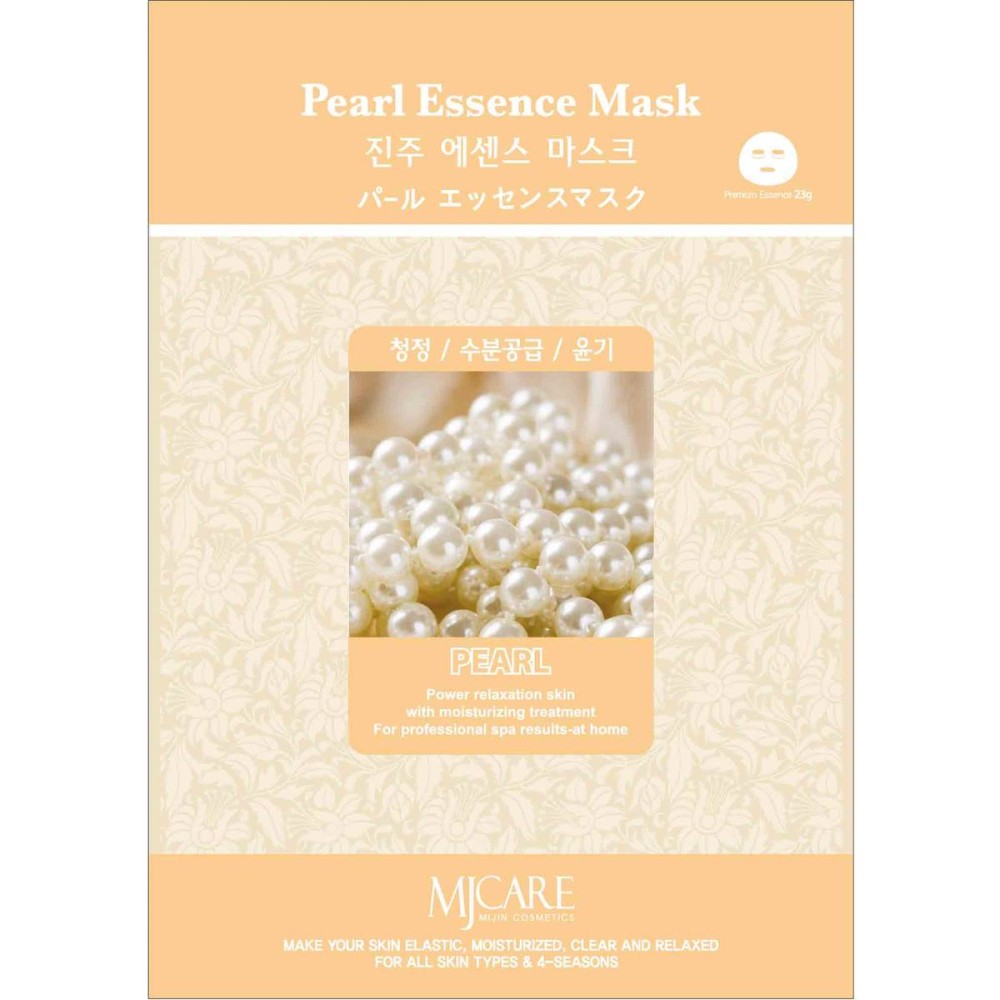 Pearl Essence Mask
진주 에센스 마스크
パール エッセンスマスク
Premium Essence 23g
청정 / 수분공급 / 윤기
PEARL
Power relaxation skin
with moisturizing treatment
For professional spa results-at home
MJCARE
MIJIN COSMETICS
MAKE YOUR SKIN ELASTIC, MOISTURIZED, CLEAR AND RELAXED
FOR ALL SKIN TYPES & 4-SEASONS